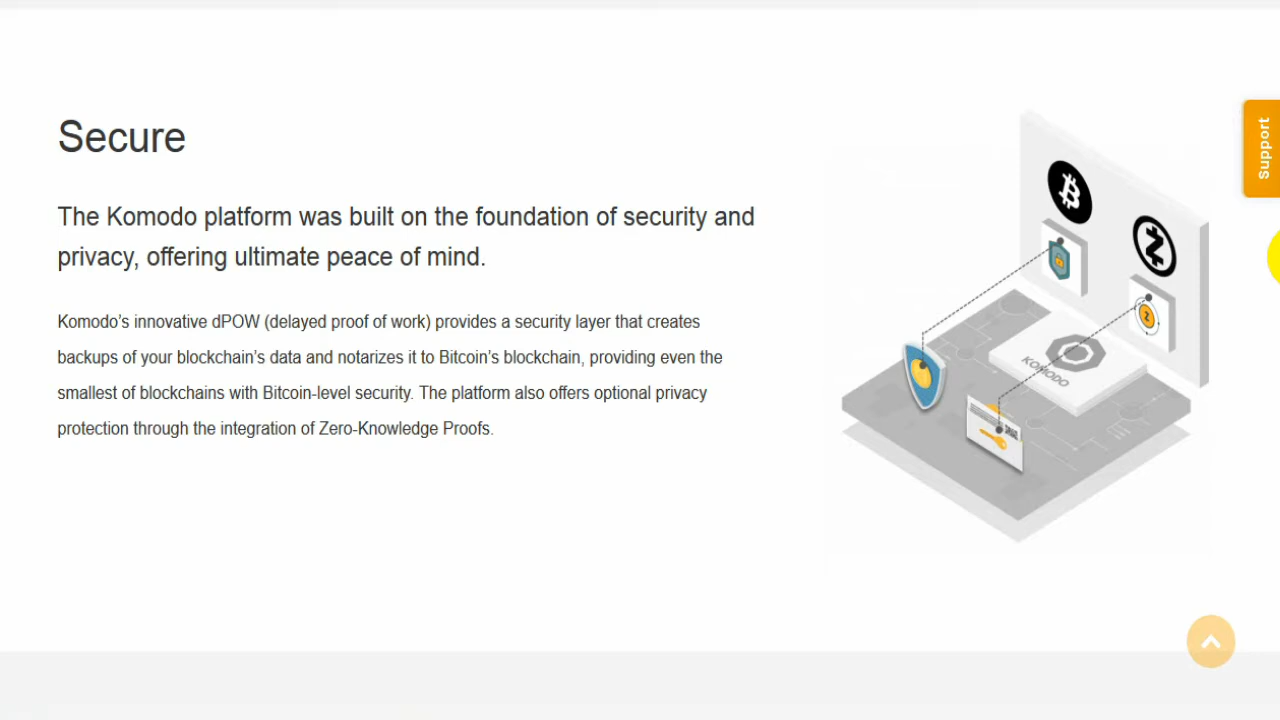 Secure
The Komodo platform was built on the foundation of security and
privacy, offering ultimate peace of mind.
Komodo's innovative dPOW (delayed proof of work) provides a security layer that creates
backups of your blockchain's data and notarizes it to Bitcoin's blockchain, providing even the
smallest of blockchains with Bitcoin-level security. The platform also offers optional privacy
protection through the integration of Zero-Knowledge Proofs.
KOMODO
Support